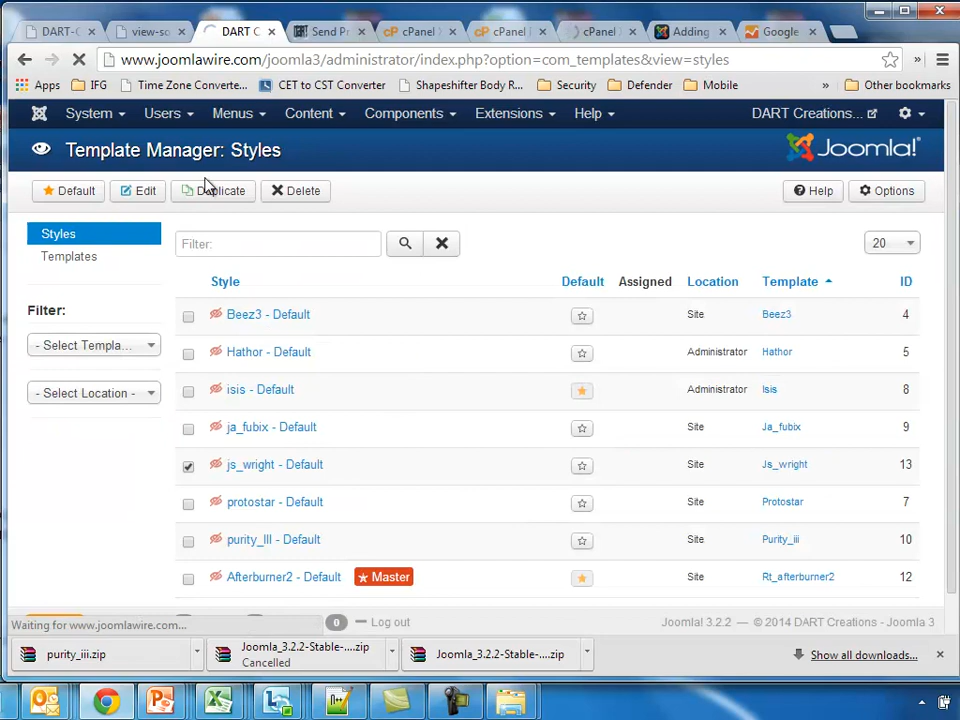 DART-C
view-sc
DART C
Send Pr
cPanel X
cPanel
cPanel
Adding
Google
www.joomlawire.com/joomla3/administrator/index.php?option=com_templates&view=styles
Apps IFG Time Zone Converte... CET to CST Converter Shapeshifter Body R... Security Defender Mobile » Other bookmarks
System Users Menus Content Components Extensions Help DART Creations...
Template Manager: Styles Joomla!
Default Edit Duplicate Delete Help Options
Styles
Templates
Filter:
- Select Templa...
- Select Location -
Filter: 20
Style Default Assigned Location Template ID
Beez3 - Default Site Beez3 4
Hathor - Default Administrator Hathor 5
isis - Default Administrator Isis 8
ja_fubix - Default Site Ja_fubix 9
js_wright - Default Site Js_wright 13
protostar - Default Site Protostar 7
purity_III - Default Site Purity_iii 10
Afterburner2 - Default Master Site Rt_afterburner2 12
Waiting for www.joomlawire.com... 0 Log out Joomla! 3.2.2 — © 2014 DART Creations - Joomla 3
purity_iii.zip
Joomla_3.2.2-Stable-....zip
Cancelled
Joomla_3.2.2-Stable-....zip
Show all downloads...